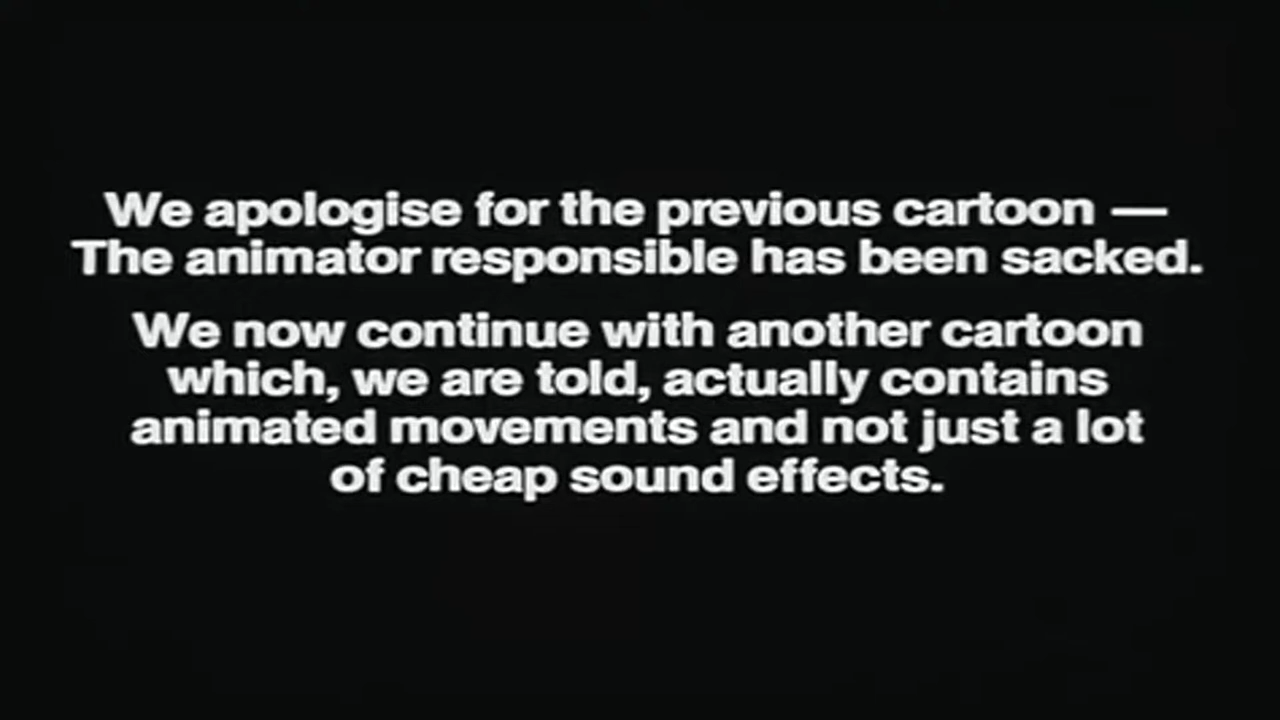 We apologise for the previous cartoon —
The animator responsible has been sacked.
We now continue with another cartoon
which, we are told, actually contains
animated movements and not just a lot
of cheap sound effects.